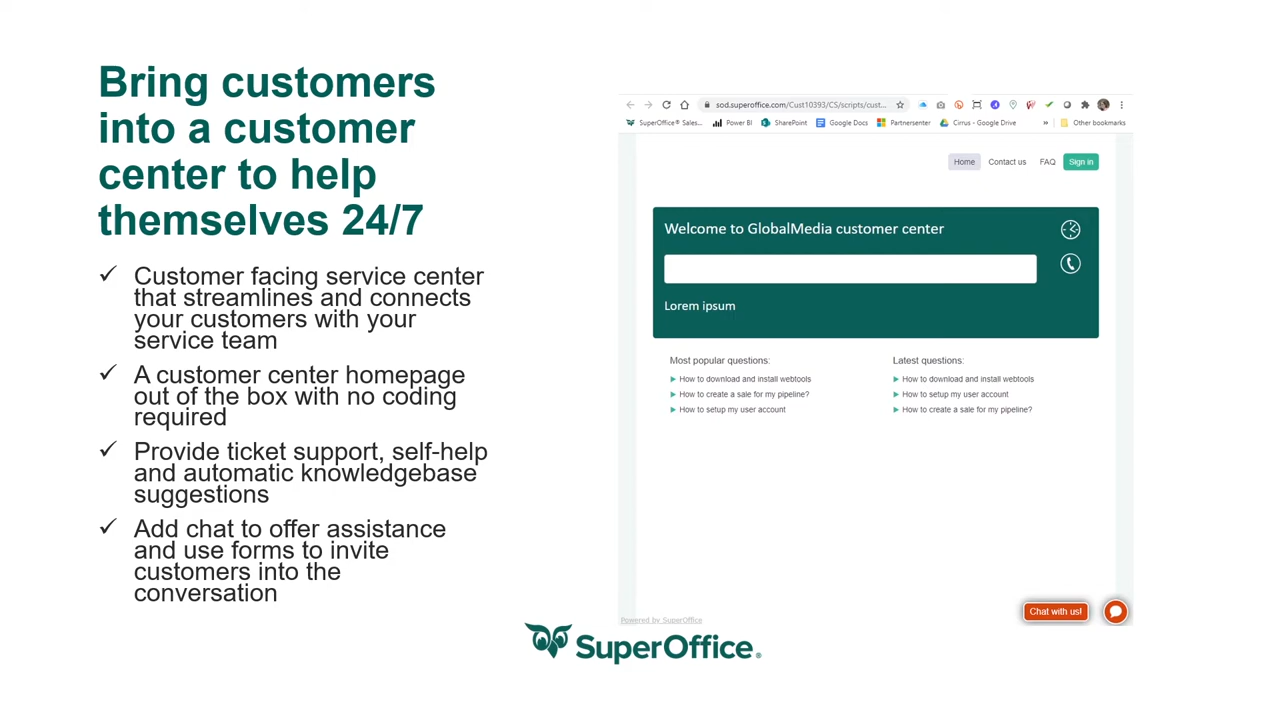 Bring customers
into a customer
center to help
themselves 24/7
✓ Customer facing service center
that streamlines and connects
your customers with your
service team
✓ A customer center homepage
out of the box with no coding
required
✓ Provide ticket support, self-help
and automatic knowledgebase
suggestions
✓ Add chat to offer assistance
and use forms to invite
customers into the
conversation
sod.superoffice.com/Cust10393/CS/scripts/cust...
SuperOffice® Sales... Power BI SharePoint Google Docs Partnersenter Cirrus - Google Drive » Other bookmarks
Home Contact us FAQ Sign in
Welcome to GlobalMedia customer center
Lorem ipsum
Most popular questions:
How to download and install webtools
How to create a sale for my pipeline?
How to setup my user account
Latest questions:
How to download and install webtools
How to setup my user account
How to create a sale for my pipeline?
Chat with us!
Powered by SuperOffice
SuperOffice®